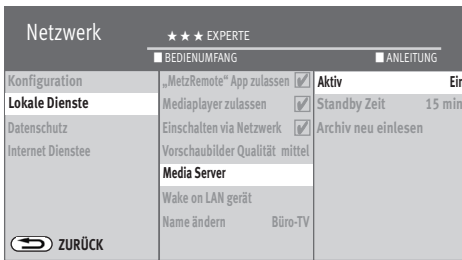 Netzwerk
★ ★ ★ EXPERTE
BEDIENUMFANG
ANLEITUNG
Konfiguration
Lokale Dienste
Datenschutz
Internet Dienstee
„MetzRemote“ App zulassen
Mediaplayer zulassen
Einschalten via Netzwerk
Vorschaubilder Qualität mittel
Media Server
Wake on LAN gerät
Name ändern Büro-TV
Aktiv Ein
Standby Zeit 15 min
Archiv neu einlesen
ZURÜCK